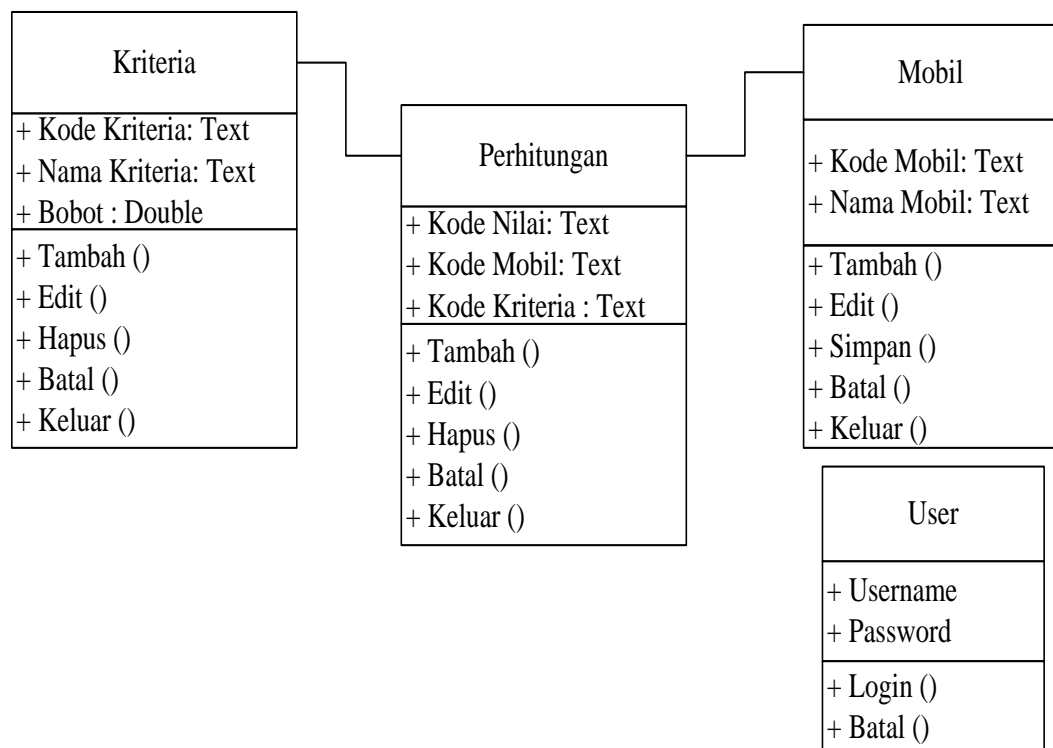 Kriteria
+ Kode Kriteria: Text
+ Nama Kriteria: Text
+ Bobot : Double
+ Tambah ()
+ Edit ()
+ Hapus ()
+ Batal ()
+ Keluar ()
Perhitungan
+ Kode Nilai: Text
+ Kode Mobil: Text
+ Kode Kriteria : Text
+ Tambah ()
+ Edit ()
+ Hapus ()
+ Batal ()
+ Keluar ()
Mobil
+ Kode Mobil: Text
+ Nama Mobil: Text
+ Tambah ()
+ Edit ()
+ Simpan ()
+ Batal ()
+ Keluar ()
User
+ Username
+ Password
+ Login ()
+ Batal ()